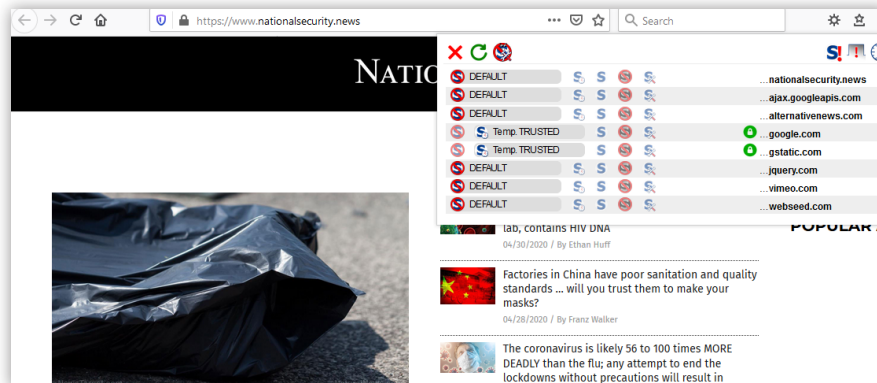 https://www.nationalsecurity.news
Search
NATIO
DEFAULT ...nationalsecurity.news
DEFAULT ...ajax.googleapis.com
DEFAULT ...alternativenews.com
Temp. TRUSTED ...google.com
Temp. TRUSTED ...gstatic.com
DEFAULT ...jquery.com
DEFAULT ...vimeo.com
DEFAULT ...webseed.com
lab, contains HIV DNA
04/30/2020 / By Ethan Huff
POPULAR
Factories in China have poor sanitation and quality
standards ... will you trust them to make your
masks?
04/28/2020 / By Franz Walker
The coronavirus is likely 56 to 100 times MORE
DEADLY than the flu; any attempt to end the
lockdowns without precautions will result in